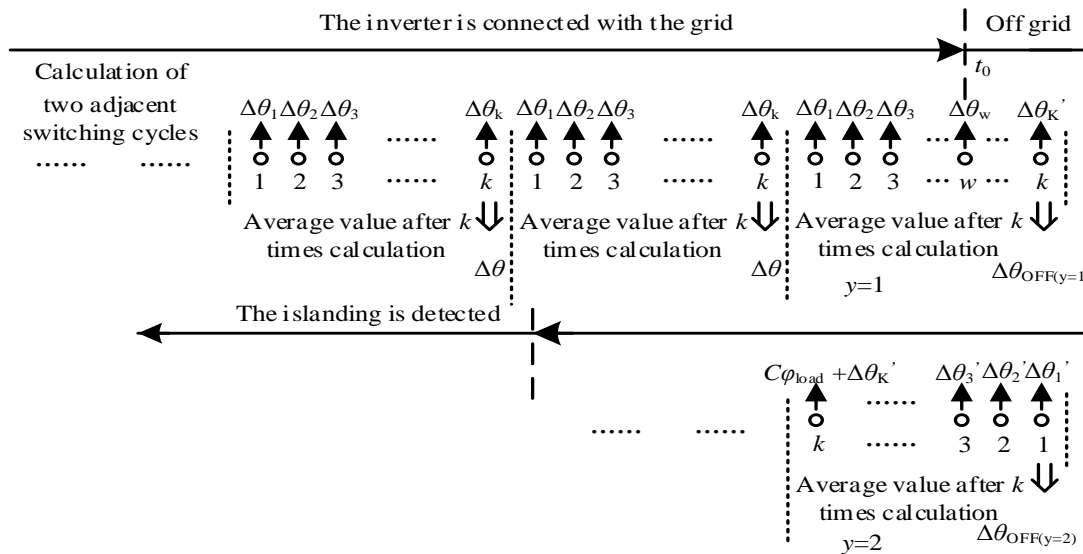 The inverter is connected with the grid
Off grid
t0
Calculation of
two adjacent
switching cycles
...... ......
Δθ1 Δθ2 Δθ3 ...... Δθk
1 2 3 ...... k
Average value after k
times calculation
Δθ
Δθ1 Δθ2 Δθ3 ...... Δθk
1 2 3 ...... k
Average value after k
times calculation
Δθ
Δθ1 Δθ2 Δθ3 ... Δθw ... ΔθK’
1 2 3 ... w ... k
Average value after k
times calculation
y=1
ΔθOFF(y=1
The islanding is detected
Cφload +ΔθK’ ...... Δθ3’ Δθ2’ Δθ1’
...... ...... k ...... 3 2 1
Average value after k
times calculation
y=2
ΔθOFF(y=2)